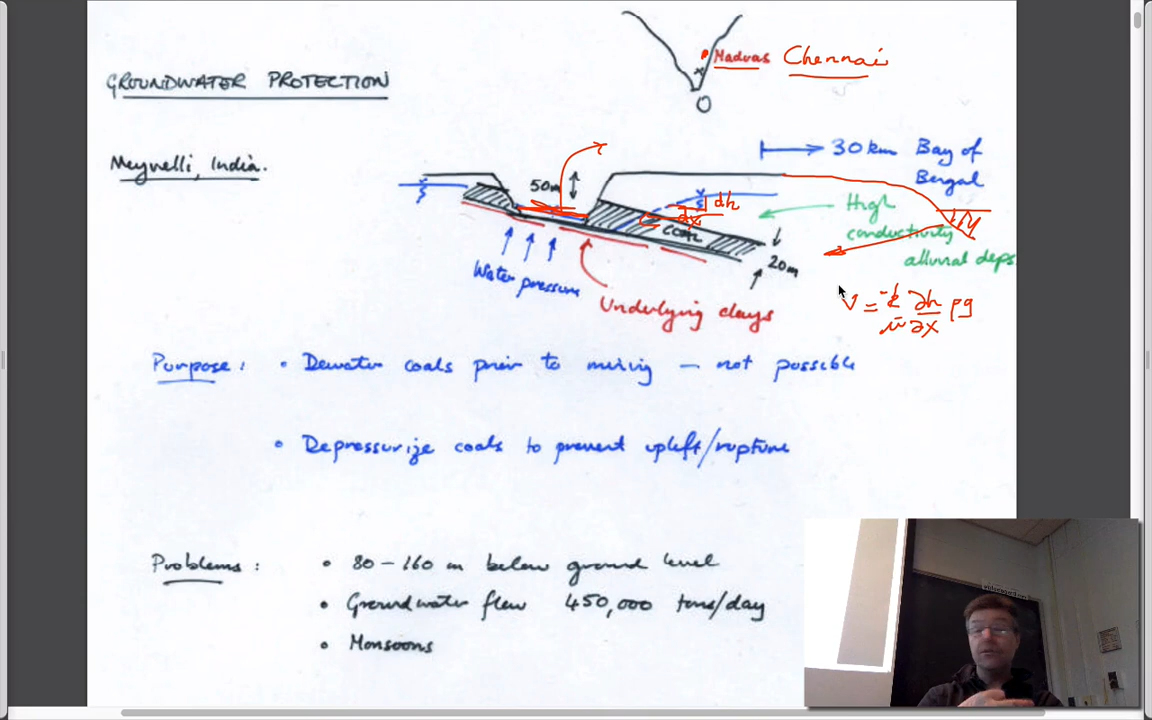 Madras Chennai
GROUNDWATER PROTECTION
Meynelli, India.
30 km Bay of
Bengal
50m
dh
dx
High
conductivity
alluvial deps
coal
20m
Water pressure
Underlying clays
V = -k/μ ∂h/∂x ρg
Purpose: • Dewater coals prior to mining – not possible
• Depressurize coals to prevent uplift/rupture
Problems: • 80 – 160 m below ground level
• Groundwater flow 450,000 tons/day
• Monsoons